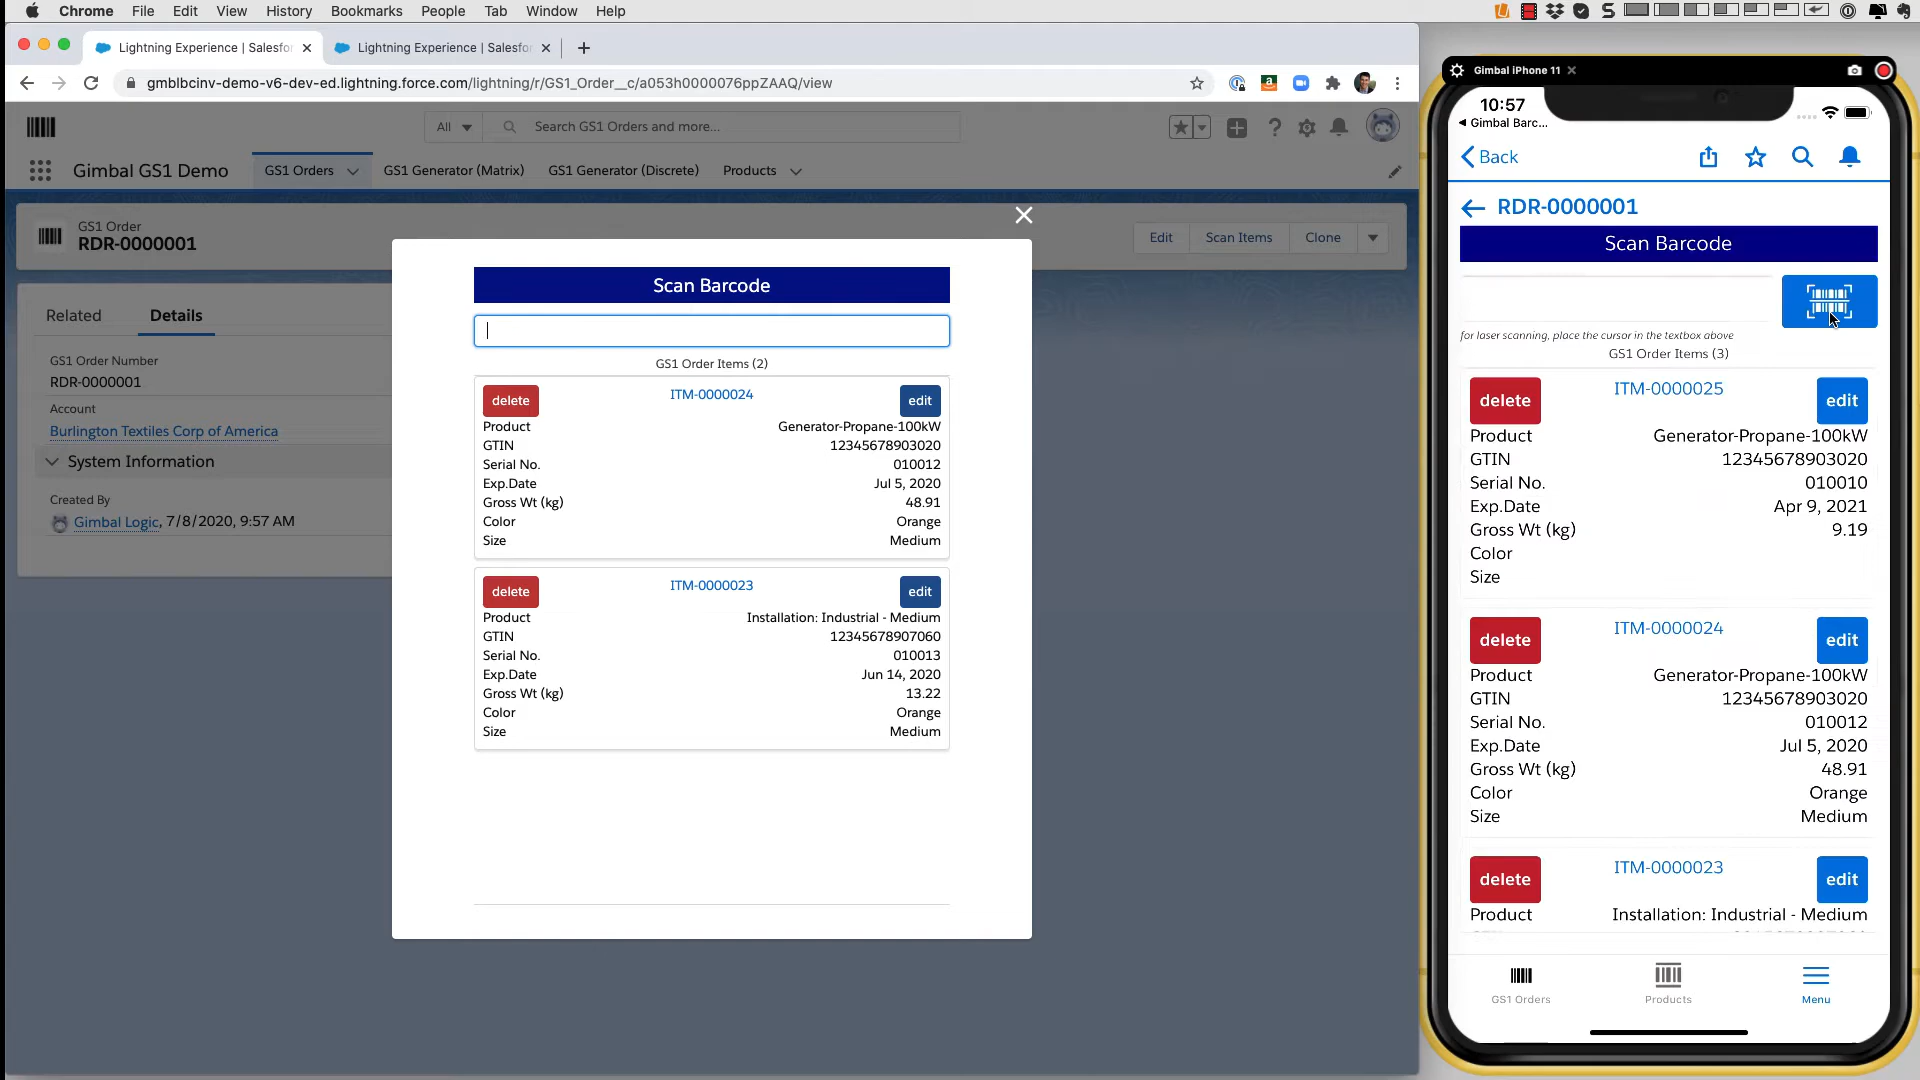 Chrome File Edit View History Bookmarks People Tab Window Help
Lightning Experience | Salesfor
Lightning Experience | Salesfor
gmblbcinv-demo-v6-dev-ed.lightning.force.com/lightning/r/GS1_Order__c/a053h0000076ppZAAQ/view
All
Search GS1 Orders and more...
Gimbal GS1 Demo
GS1 Orders
GS1 Generator (Matrix)
GS1 Generator (Discrete)
Products
GS1 Order
RDR-0000001
Edit
Scan Items
Clone
Related
Details
GS1 Order Number
RDR-0000001
Account
Burlington Textiles Corp of America
System Information
Created By
Gimbal Logic, 7/8/2020, 9:57 AM
Scan Barcode
GS1 Order Items (2)
delete ITM-0000024 edit
Product Generator-Propane-100kW
GTIN 12345678903020
Serial No. 010012
Exp.Date Jul 5, 2020
Gross Wt (kg) 48.91
Color Orange
Size Medium
delete ITM-0000023 edit
Product Installation: Industrial - Medium
GTIN 12345678907060
Serial No. 010013
Exp.Date Jun 14, 2020
Gross Wt (kg) 13.22
Color Orange
Size Medium
Gimbal iPhone 11
10:57
Gimbal Barc...
Back
RDR-0000001
Scan Barcode
for laser scanning, place the cursor in the textbox above
GS1 Order Items (3)
delete ITM-0000025 edit
Product Generator-Propane-100kW
GTIN 12345678903020
Serial No. 010010
Exp.Date Apr 9, 2021
Gross Wt (kg) 9.19
Color
Size
delete ITM-0000024 edit
Product Generator-Propane-100kW
GTIN 12345678903020
Serial No. 010012
Exp.Date Jul 5, 2020
Gross Wt (kg) 48.91
Color Orange
Size Medium
delete ITM-0000023 edit
Product Installation: Industrial - Medium
GS1 Orders
Products
Menu